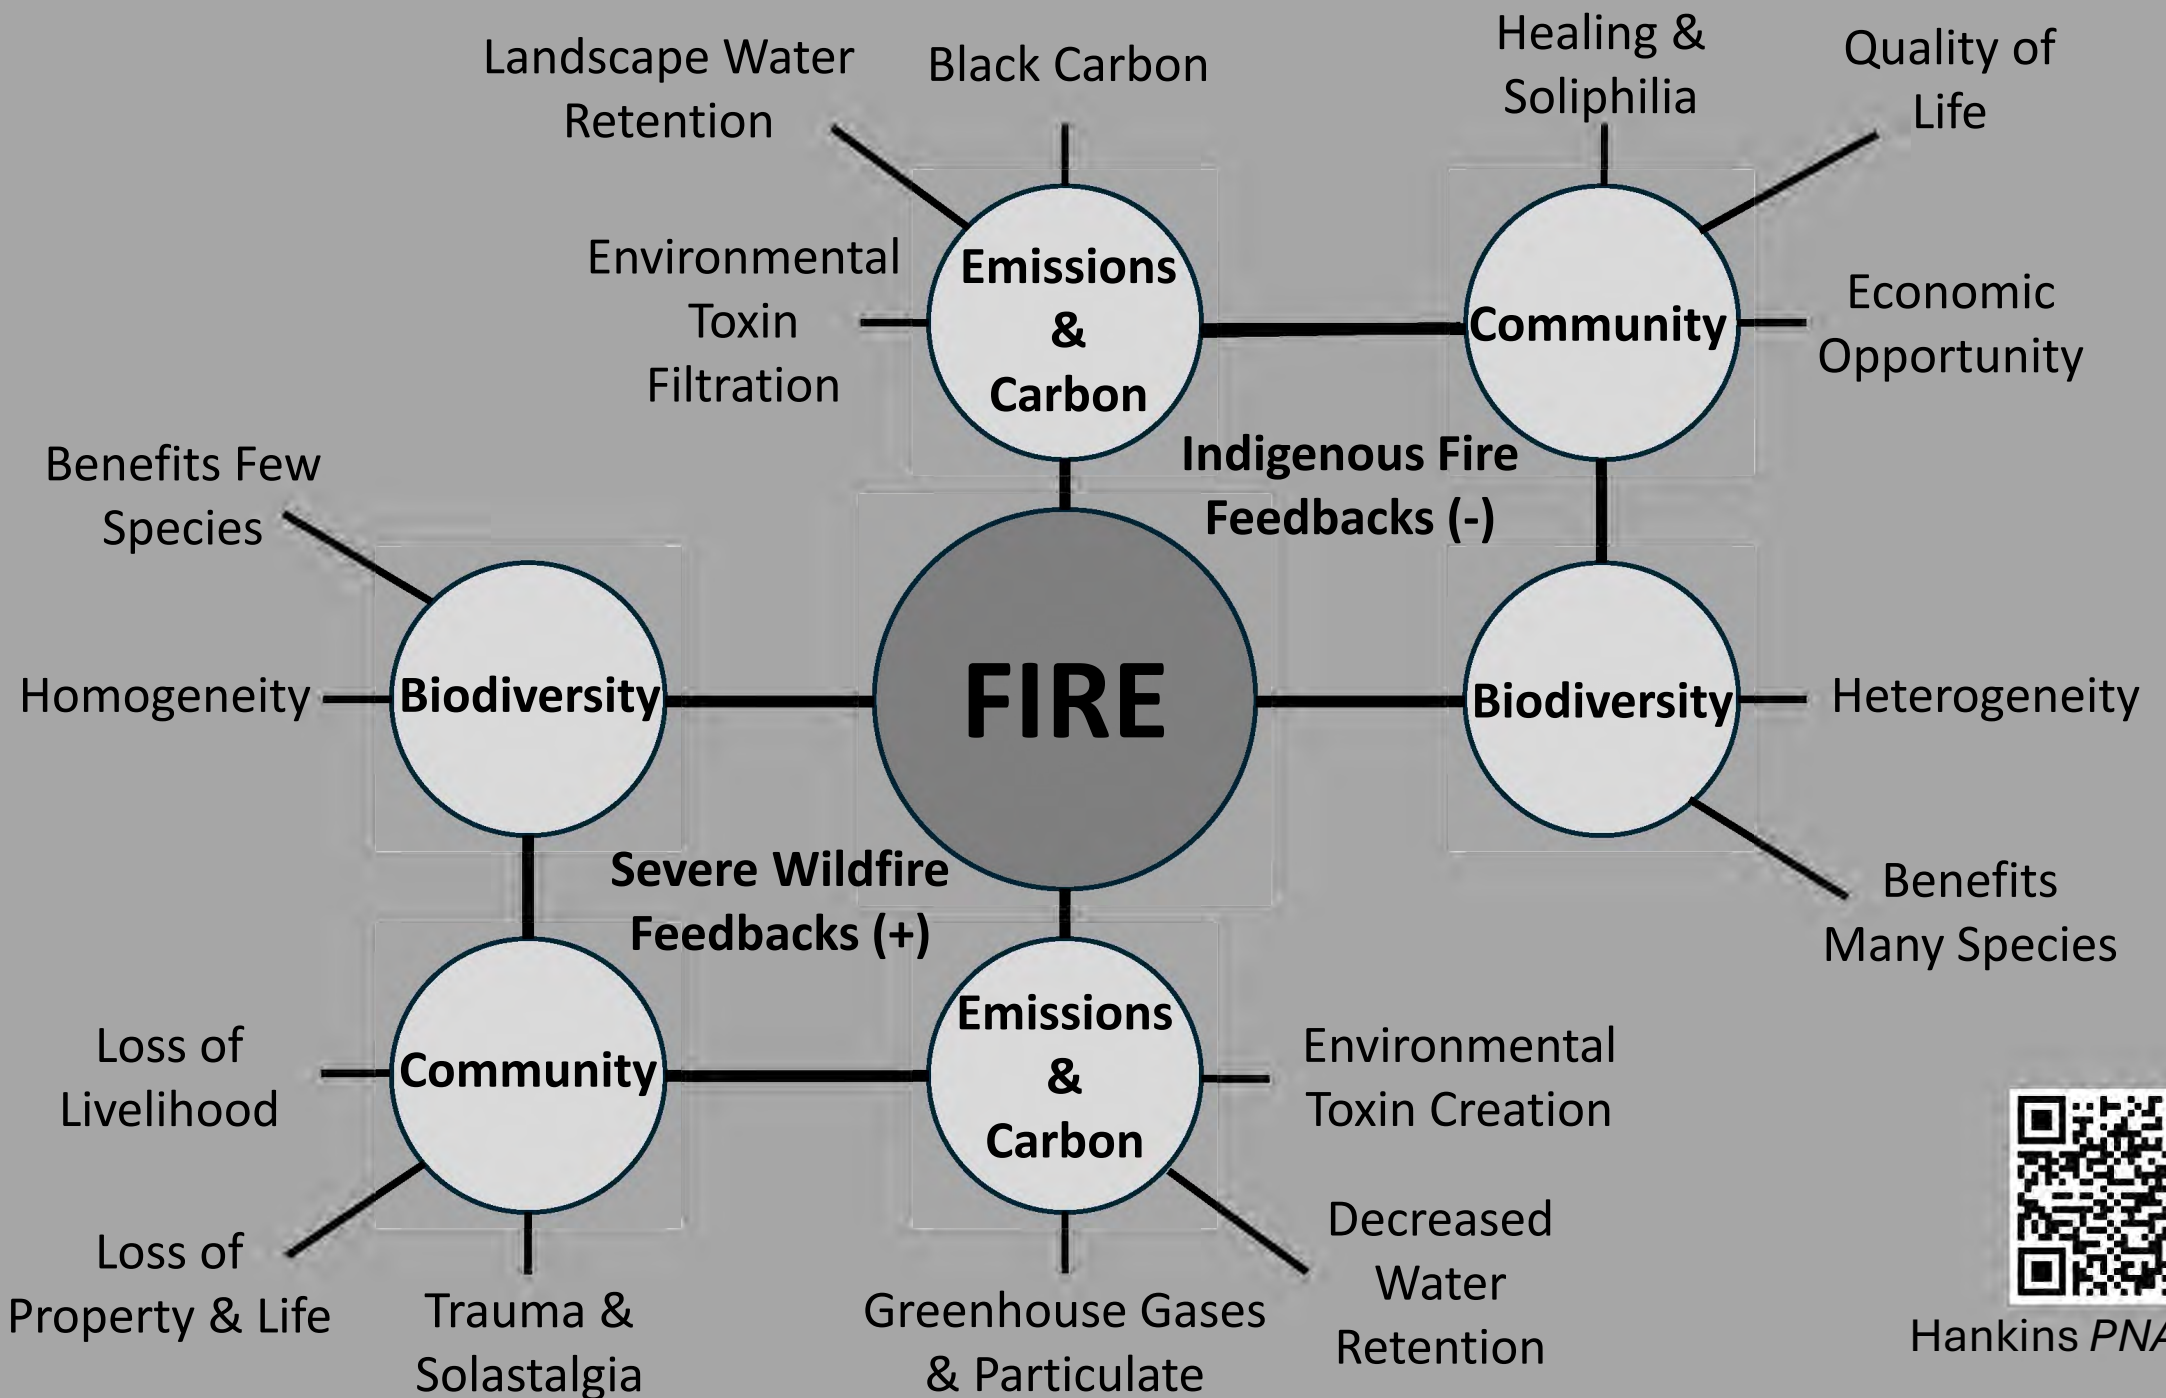 Landscape Water
Retention
Black Carbon
Healing &
Soliphilia
Quality of
Life
Environmental
Toxin
Filtration
Emissions
&
Carbon
Community
Economic
Opportunity
Indigenous Fire
Feedbacks (-)
Benefits Few
Species
Homogeneity
Biodiversity
FIRE
Biodiversity
Heterogeneity
Benefits
Many Species
Severe Wildfire
Feedbacks (+)
Loss of
Livelihood
Community
Emissions
&
Carbon
Environmental
Toxin Creation
Loss of
Property & Life
Trauma &
Solastalgia
Greenhouse Gases
& Particulate
Decreased
Water
Retention
Hankins